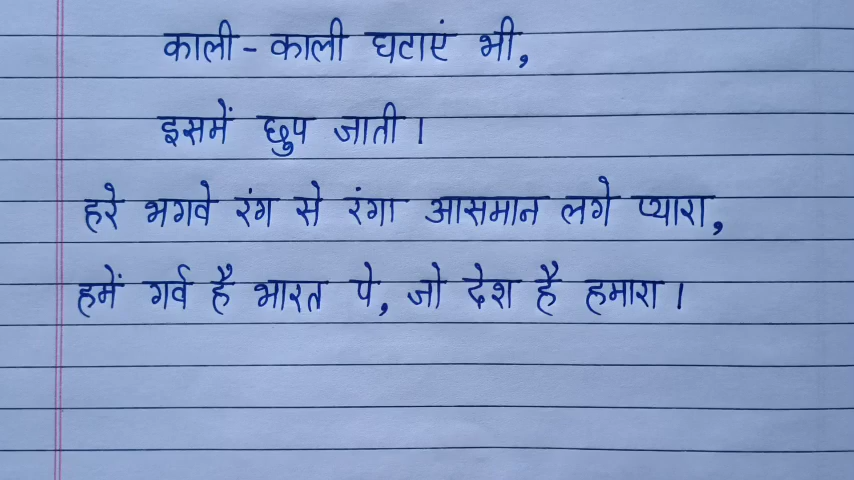 काली - काली घटाएं भी,
इसमें छुप जाती।
हरे भगवे रंग से रंगा आसमान लगे प्यारा,
हमें गर्व है भारत पे, जो देश है हमारा।